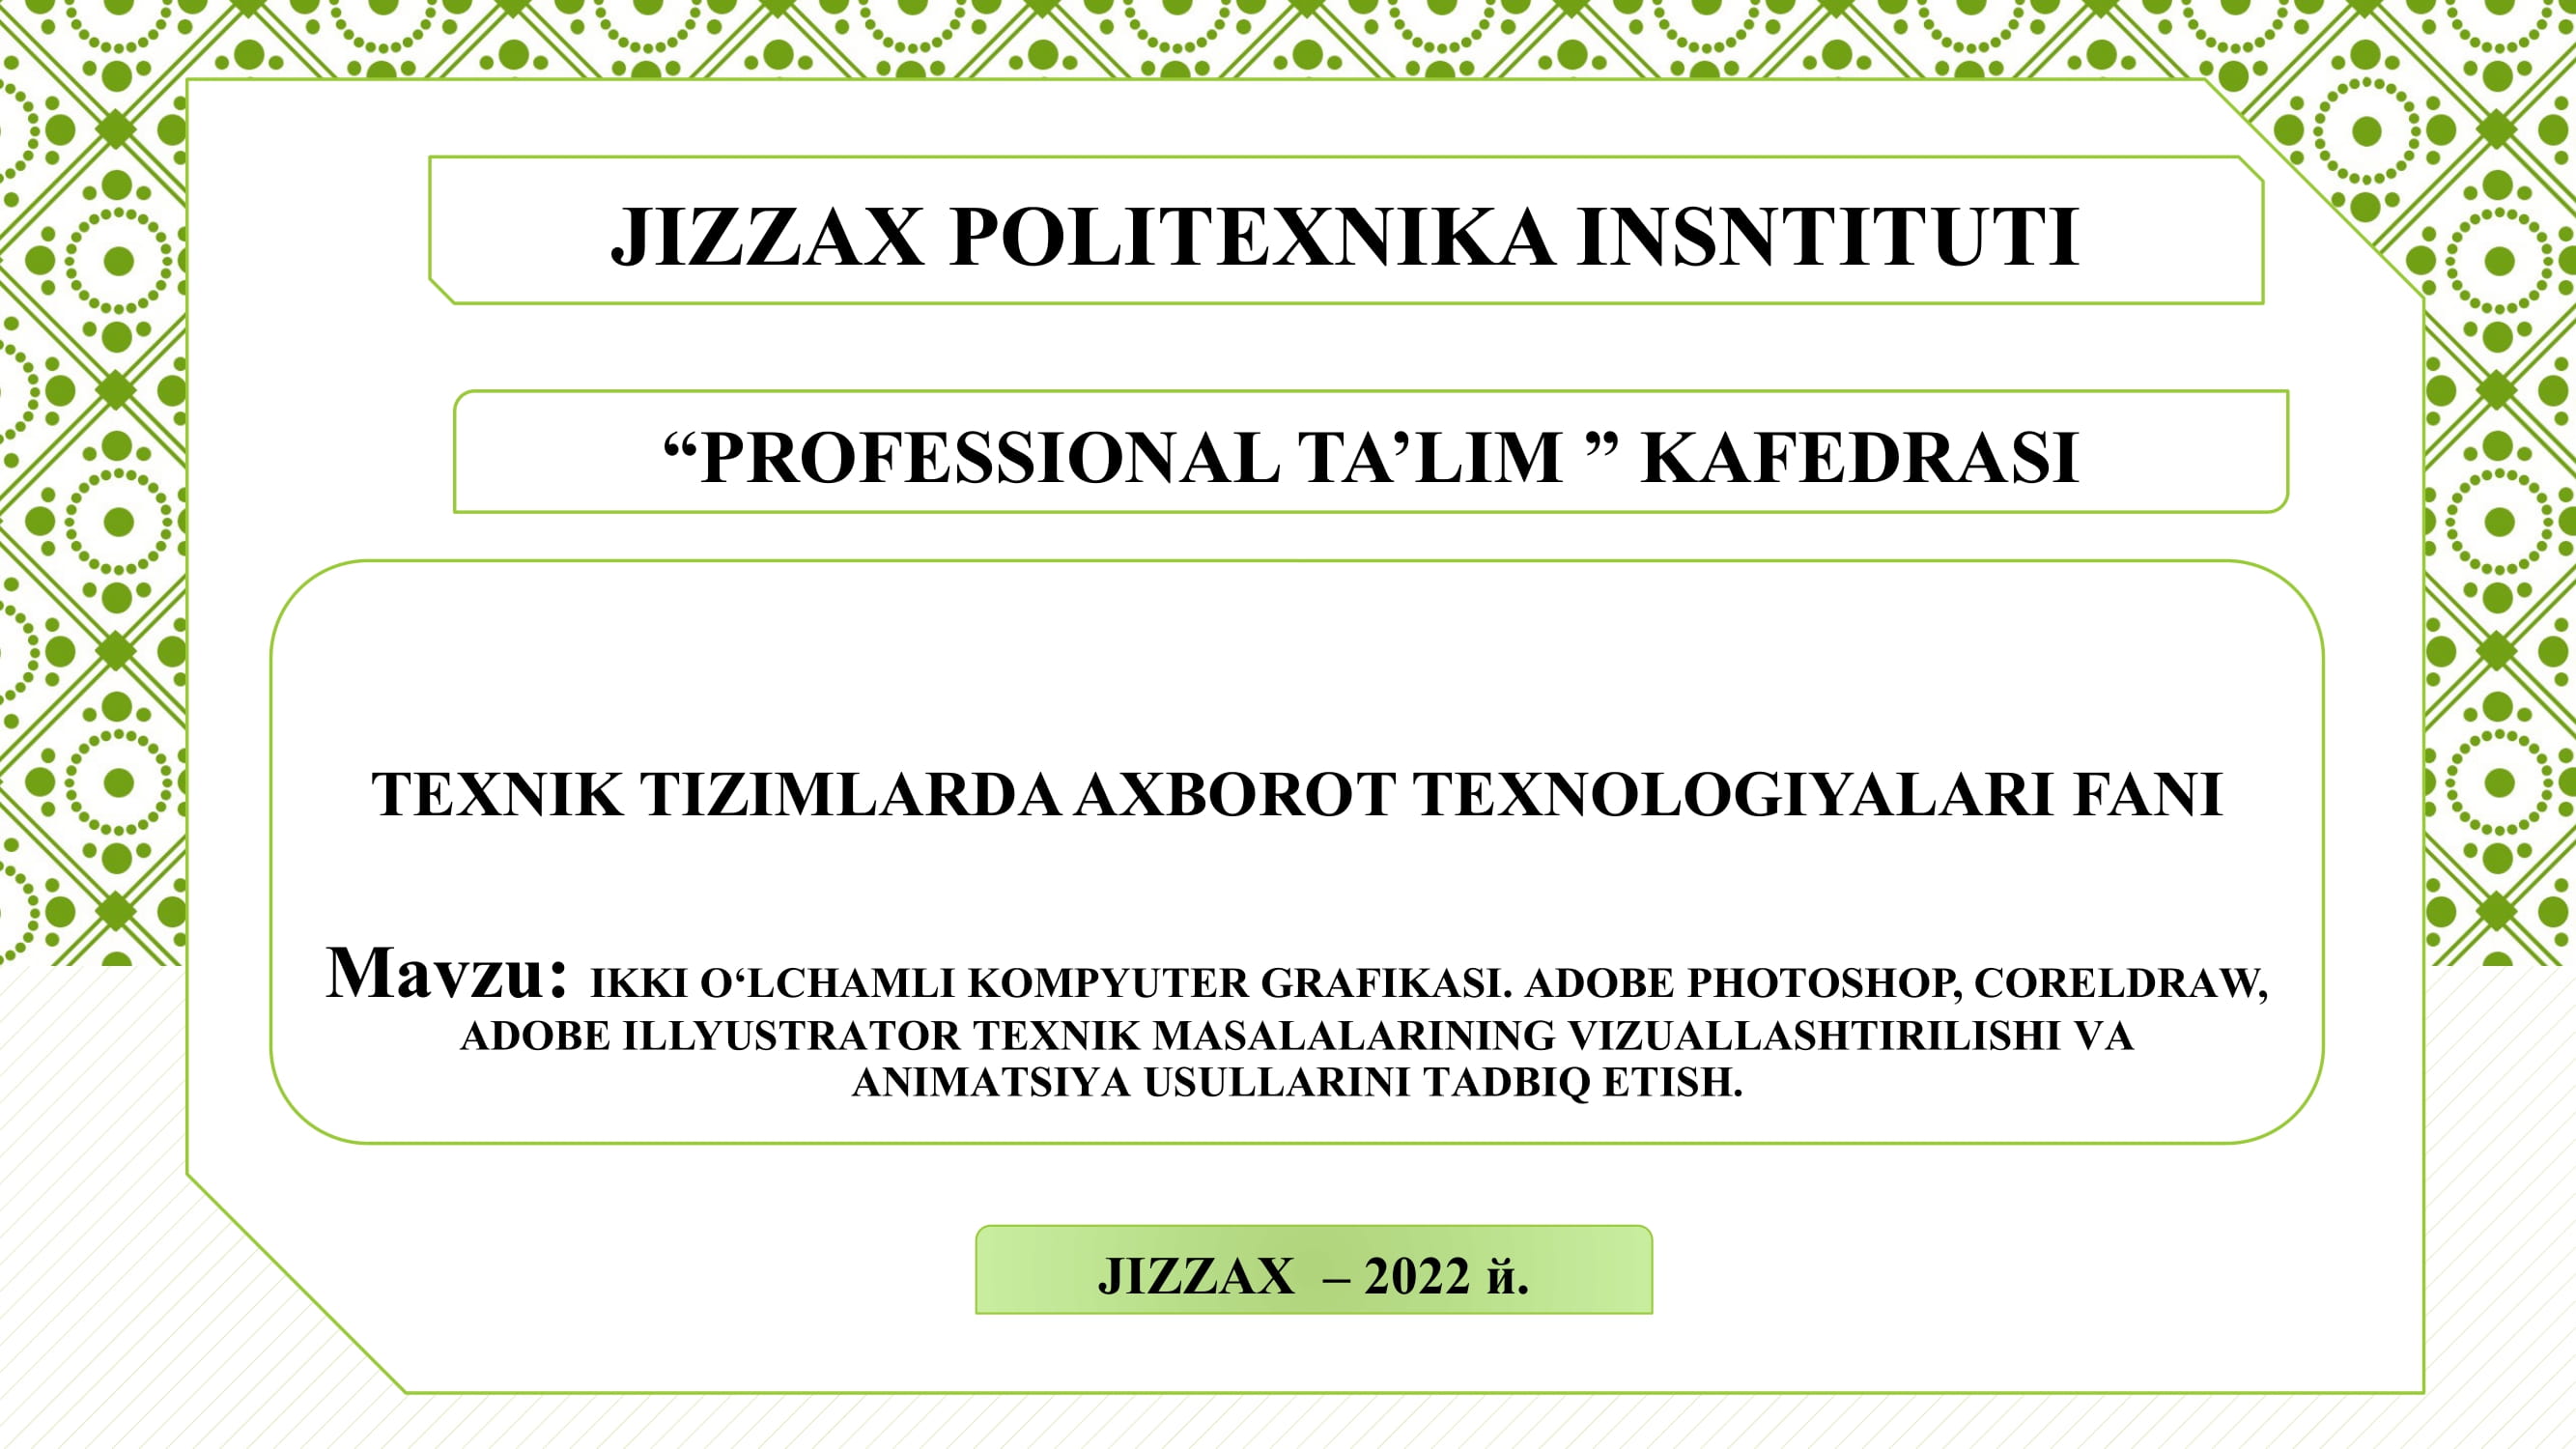 JIZZAX POLITEXNIKA INSNTITUTI
“PROFESSIONAL TA’LIM ” KAFEDRASI
TEXNIK TIZIMLARDA AXBOROT TEXNOLOGIYALARI FANI
Mavzu: IKKI O‘LCHAMLI KOMPYUTER GRAFIKASI. ADOBE PHOTOSHOP, CORELDRAW,
ADOBE ILLYUSTRATOR TEXNIK MASALALARINING VIZUALLASHTIRILISHI VA
ANIMATSIYA USULLARINI TADBIQ ETISH.
JIZZAX – 2022 й.